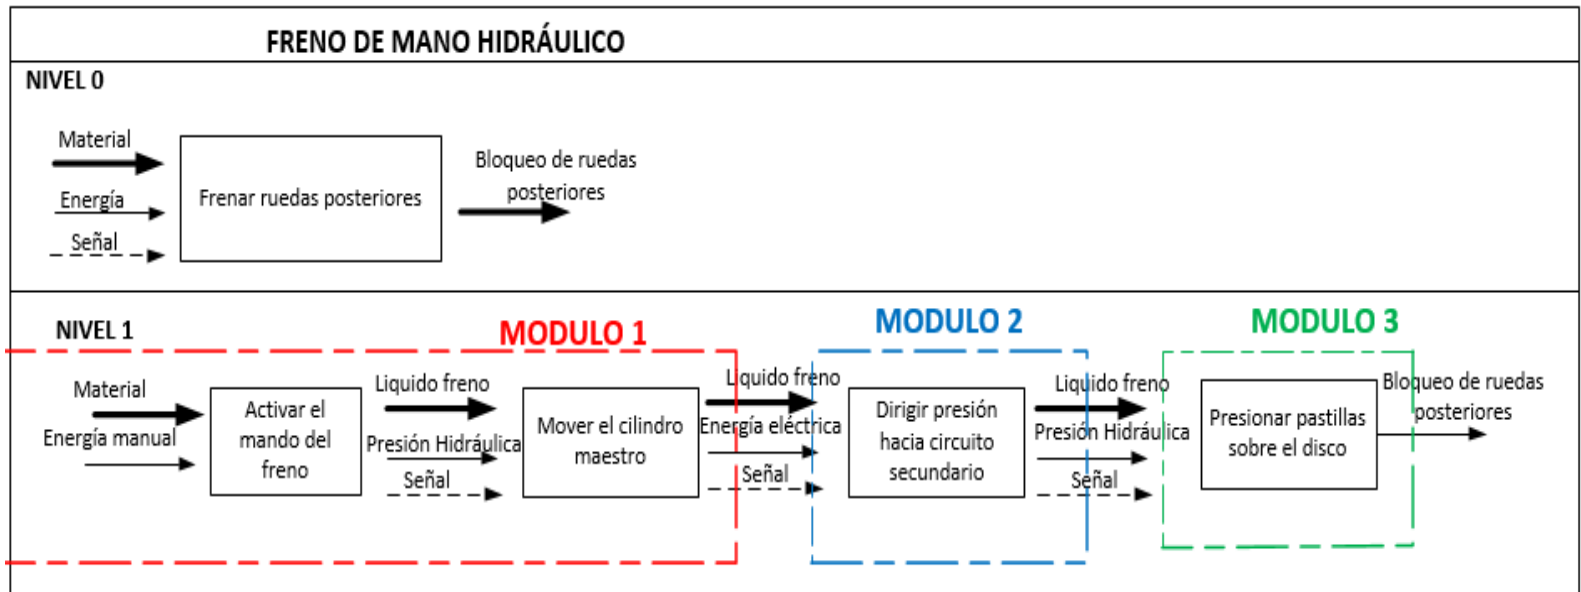 FRENO DE MANO HIDRÁULICO
NIVEL 0
Material
Energía
Señal
Frenar ruedas posteriores
Bloqueo de ruedas
posteriores
NIVEL 1
MODULO 1
MODULO 2
MODULO 3
Material
Energía manual
Activar el
mando del
freno
Liquido freno
Presión Hidráulica
Señal
Mover el cilindro
maestro
Liquido freno
Energía eléctrica
Señal
Dirigir presión
hacia circuito
secundario
Liquido freno
Presión Hidráulica
Señal
Presionar pastillas
sobre el disco
Bloqueo de ruedas
posteriores